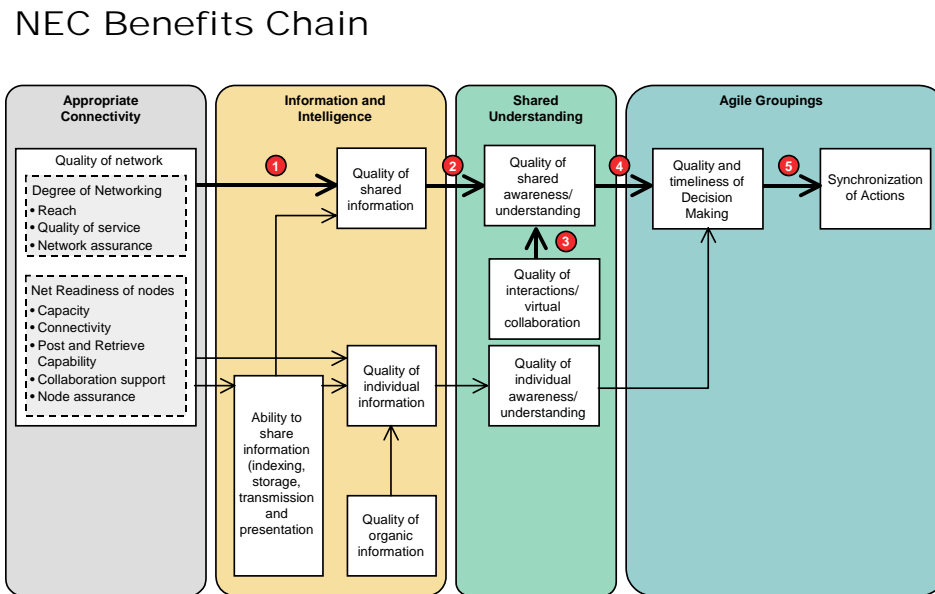 NEC Benefits Chain
Appropriate
Connectivity
Quality of network
Degree of Networking
• Reach
• Quality of service
• Network assurance
Net Readiness of nodes
• Capacity
• Connectivity
• Post and Retrieve
Capability
• Collaboration support
• Node assurance
Information and
Intelligence
1
Quality of
shared
information
Quality of
individual
information
Ability to
share
information
(indexing,
storage,
transmission
and
presentation
Quality of
organic
information
2
Shared
Understanding
Quality of
shared
awareness/
understanding
3
Quality of
interactions/
virtual
collaboration
Quality of
individual
awareness/
understanding
4
Agile Groupings
Quality and
timeliness of
Decision
Making
5
Synchronization
of Actions